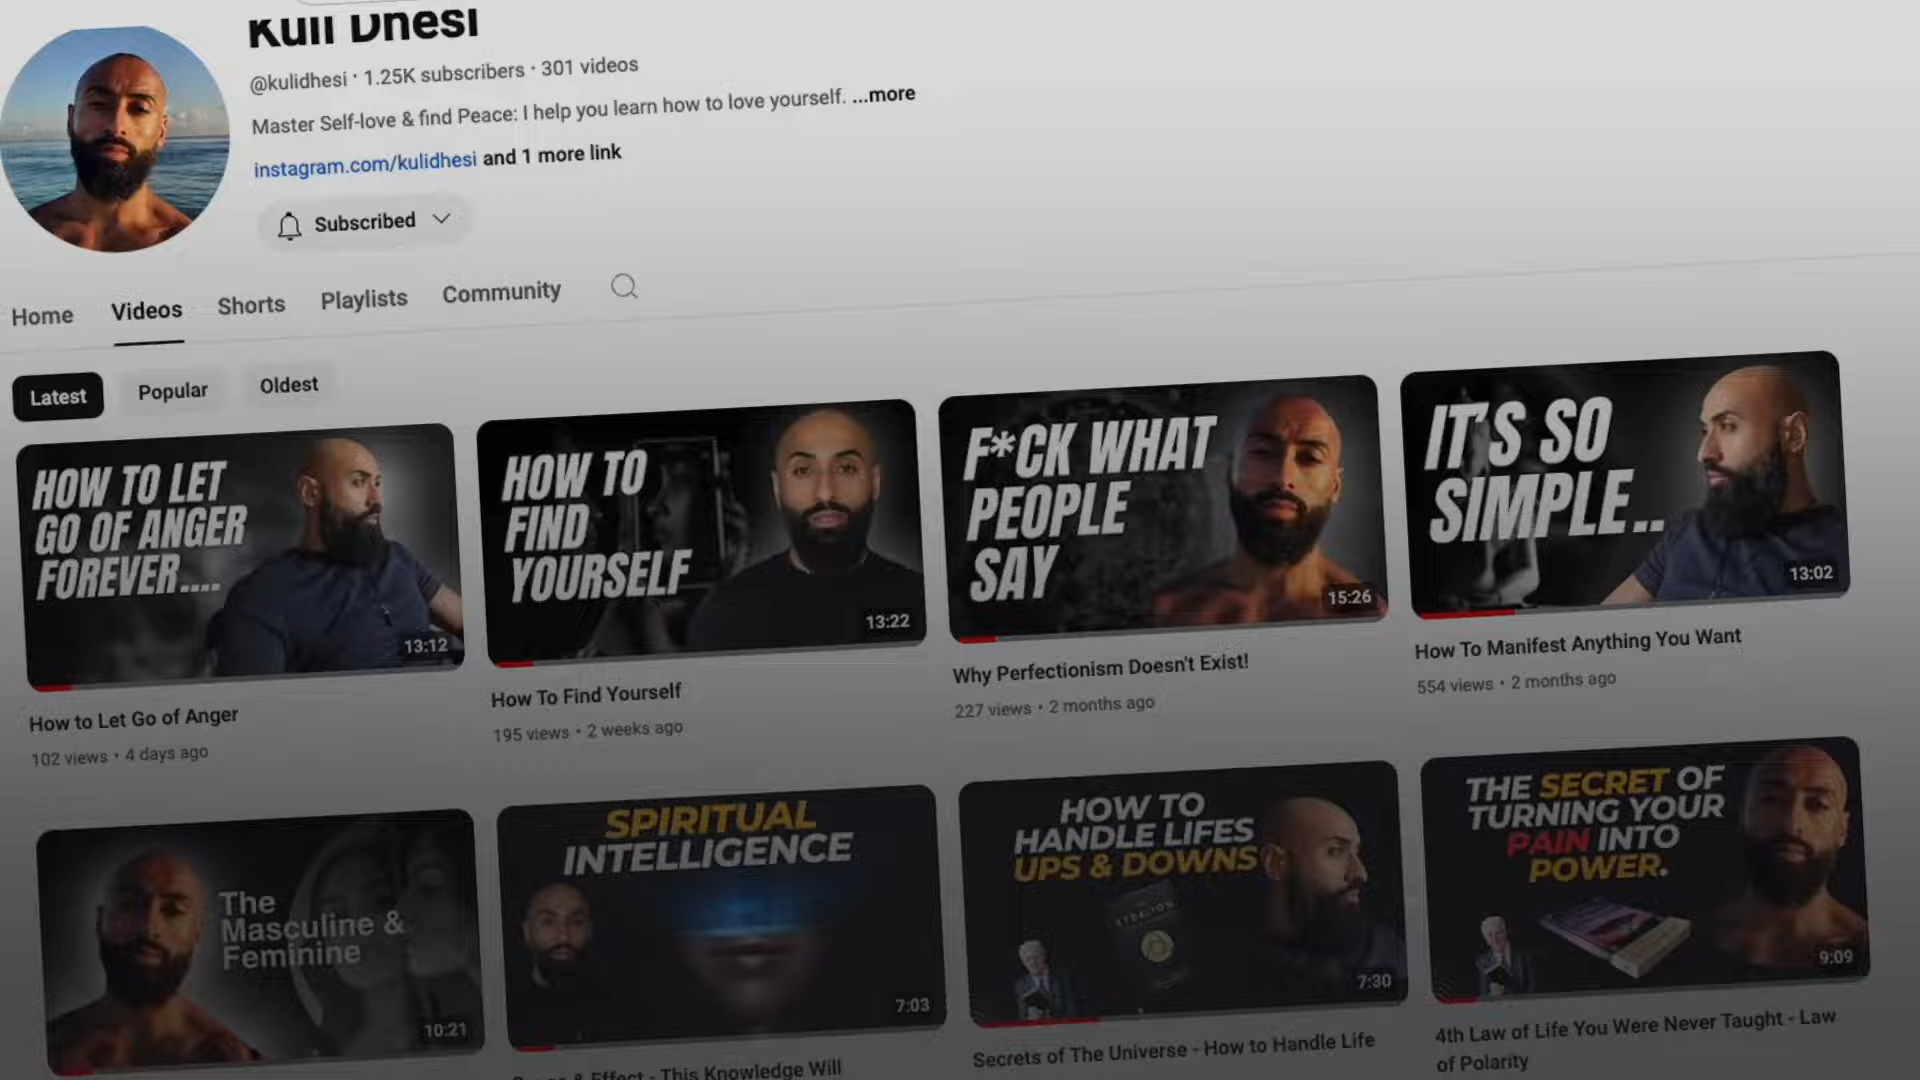 Kuli Dhesi
@kulidhesi · 1.25K subscribers · 301 videos
Master Self-love & find Peace: I help you learn how to love yourself. ...more
instagram.com/kulidhesi and 1 more link
Subscribed
Home Videos Shorts Playlists Community
Latest Popular Oldest
HOW TO LET
GO OF ANGER
FOREVER....
13:12
How to Let Go of Anger
102 views • 4 days ago
HOW TO
FIND
YOURSELF
13:22
How To Find Yourself
195 views • 2 weeks ago
F*CK WHAT
PEOPLE
SAY
15:26
Why Perfectionism Doesn't Exist!
227 views • 2 months ago
IT'S SO
SIMPLE..
13:02
How To Manifest Anything You Want
554 views • 2 months ago
The
Masculine &
Feminine
10:21
SPIRITUAL
INTELLIGENCE
7:03
& Effect - This Knowledge Will
HOW TO
HANDLE LIFES
UPS & DOWNS
7:30
Secrets of The Universe - How to Handle Life
THE SECRET OF
TURNING YOUR
PAIN INTO
POWER.
9:09
4th Law of Life You Were Never Taught - Law
of Polarity